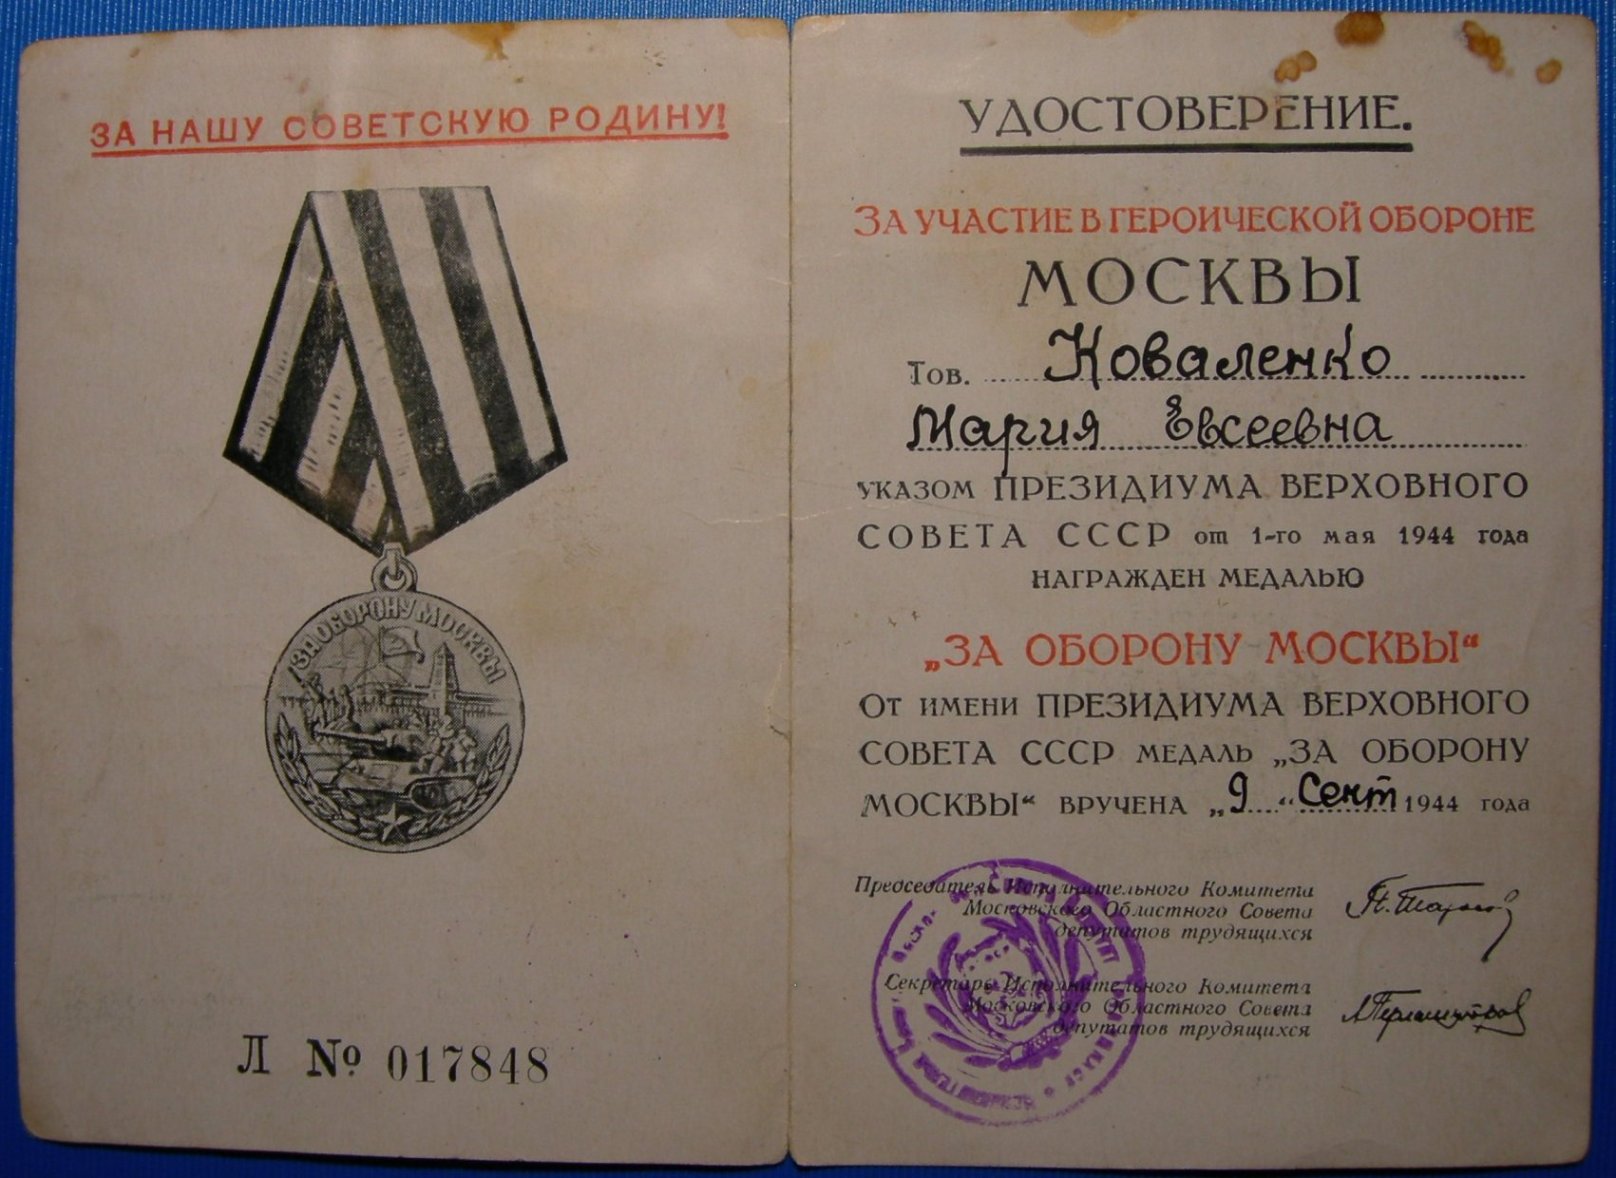 ЗА НАШУ СОВЕТСКУЮ РОДИНУ!
ЗА ОБОРОНУ МОСКВЫ
Л № 017848
УДОСТОВЕРЕНИЕ.
ЗА УЧАСТИЕ В ГЕРОИЧЕСКОЙ ОБОРОНЕ
МОСКВЫ
Тов. Коваленко
Мария Евсеевна
УКАЗОМ ПРЕЗИДИУМА ВЕРХОВНОГО
СОВЕТА СССР от 1-го мая 1944 года
НАГРАЖДЕН МЕДАЛЬЮ
„ЗА ОБОРОНУ МОСКВЫ“
ОТ ИМЕНИ ПРЕЗИДИУМА ВЕРХОВНОГО
СОВЕТА СССР МЕДАЛЬ „ЗА ОБОРОНУ
МОСКВЫ“ ВРУЧЕНА „9 “ Сент 1944 года
Председатель Исполнительного Комитета
Московского Областного Совета
депутатов трудящихся
Секретарь Исполнительного Комитета
Московского Областного Совета
депутатов трудящихся